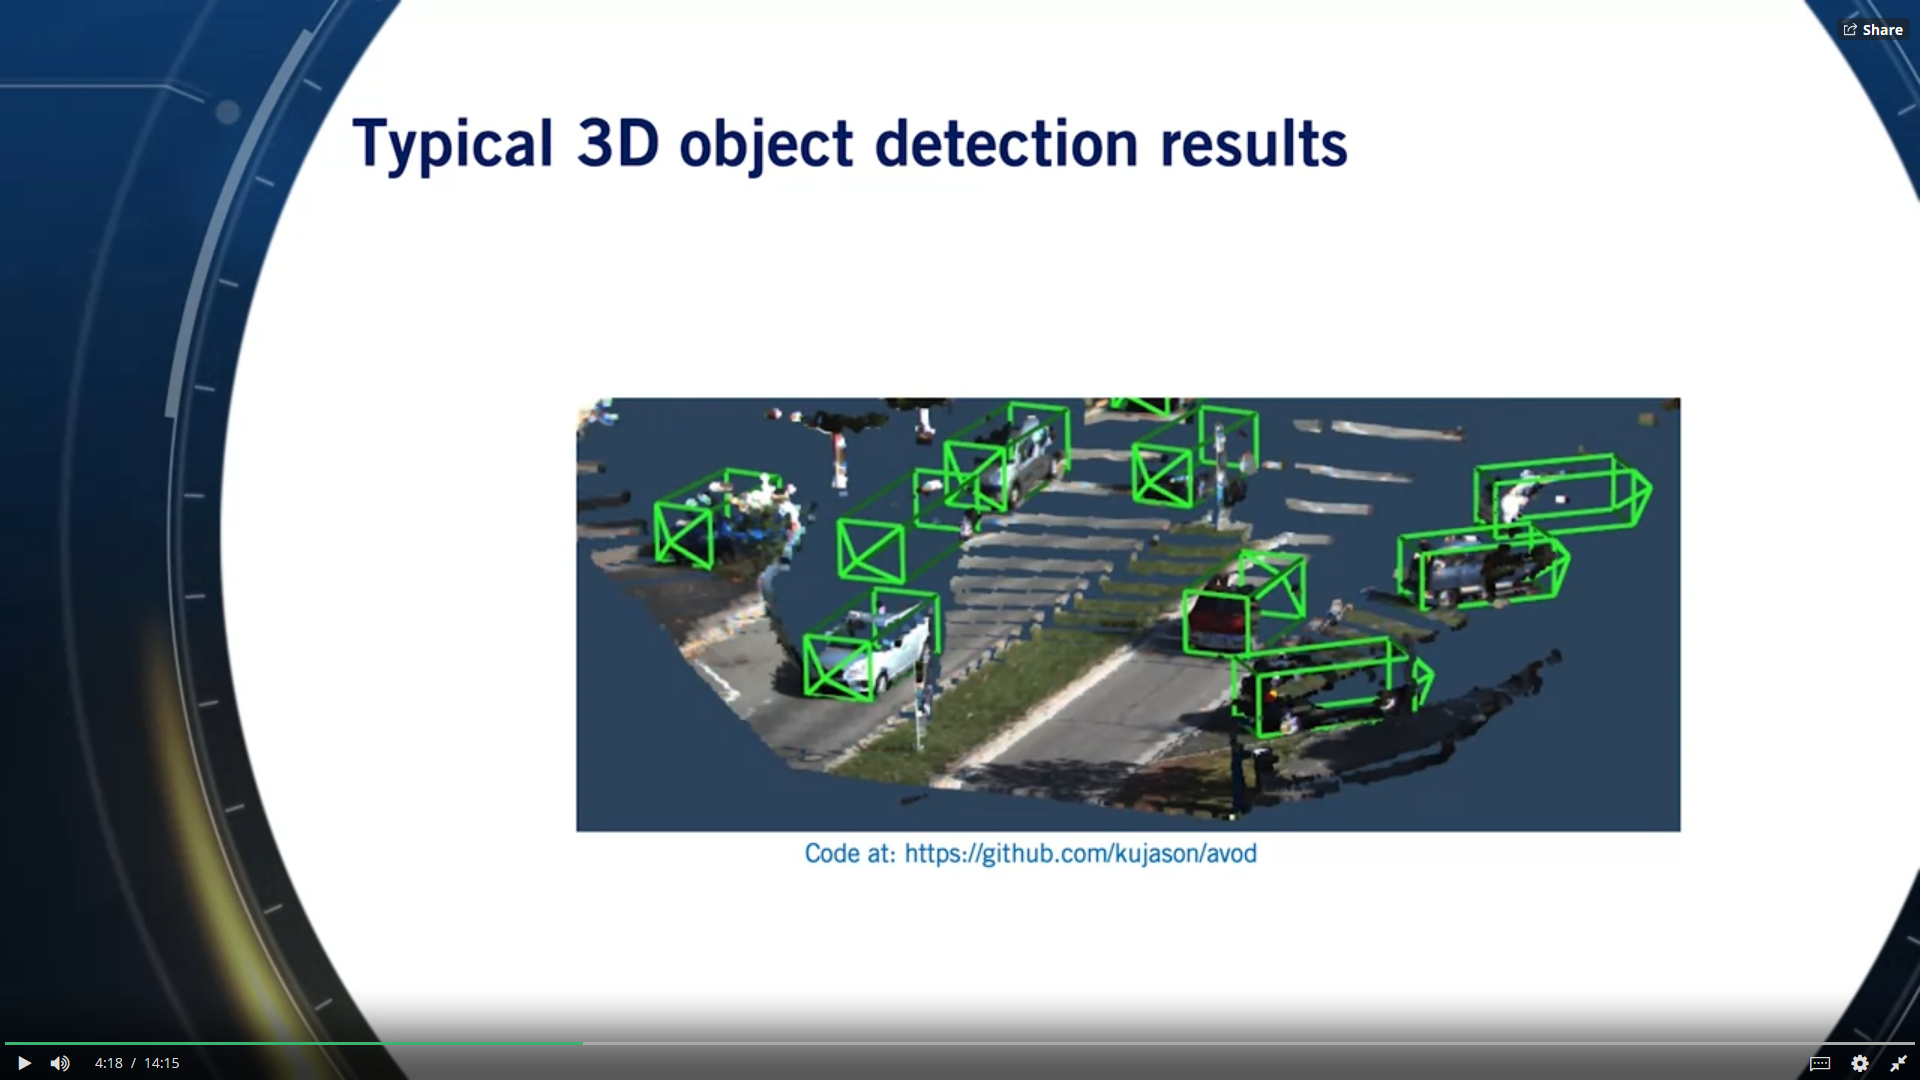 Share
Typical 3D object detection results
Code at: https://github.com/kujason/avod
4:18 / 14:15